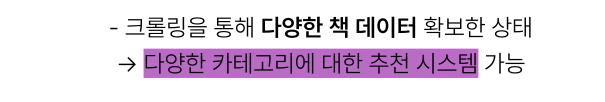 - 크롤링을 통해 다양한 책 데이터 확보한 상태
→ 다양한 카테고리에 대한 추천 시스템 가능